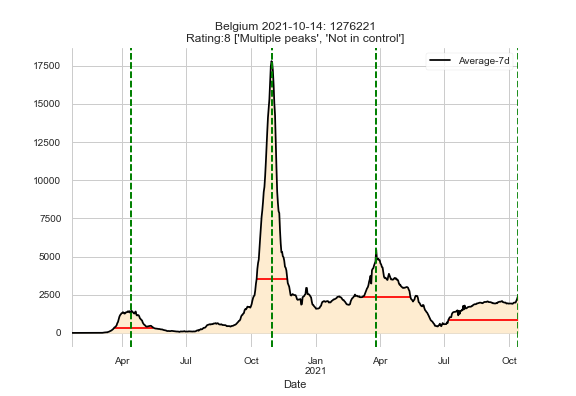 Belgium 2021-10-14: 1276221
Rating:8 ['Multiple peaks', 'Not in control']
Average-7d
17500
15000
12500
10000
7500
5000
2500
0
Apr Jul Oct Jan Apr Jul Oct
2021
Date